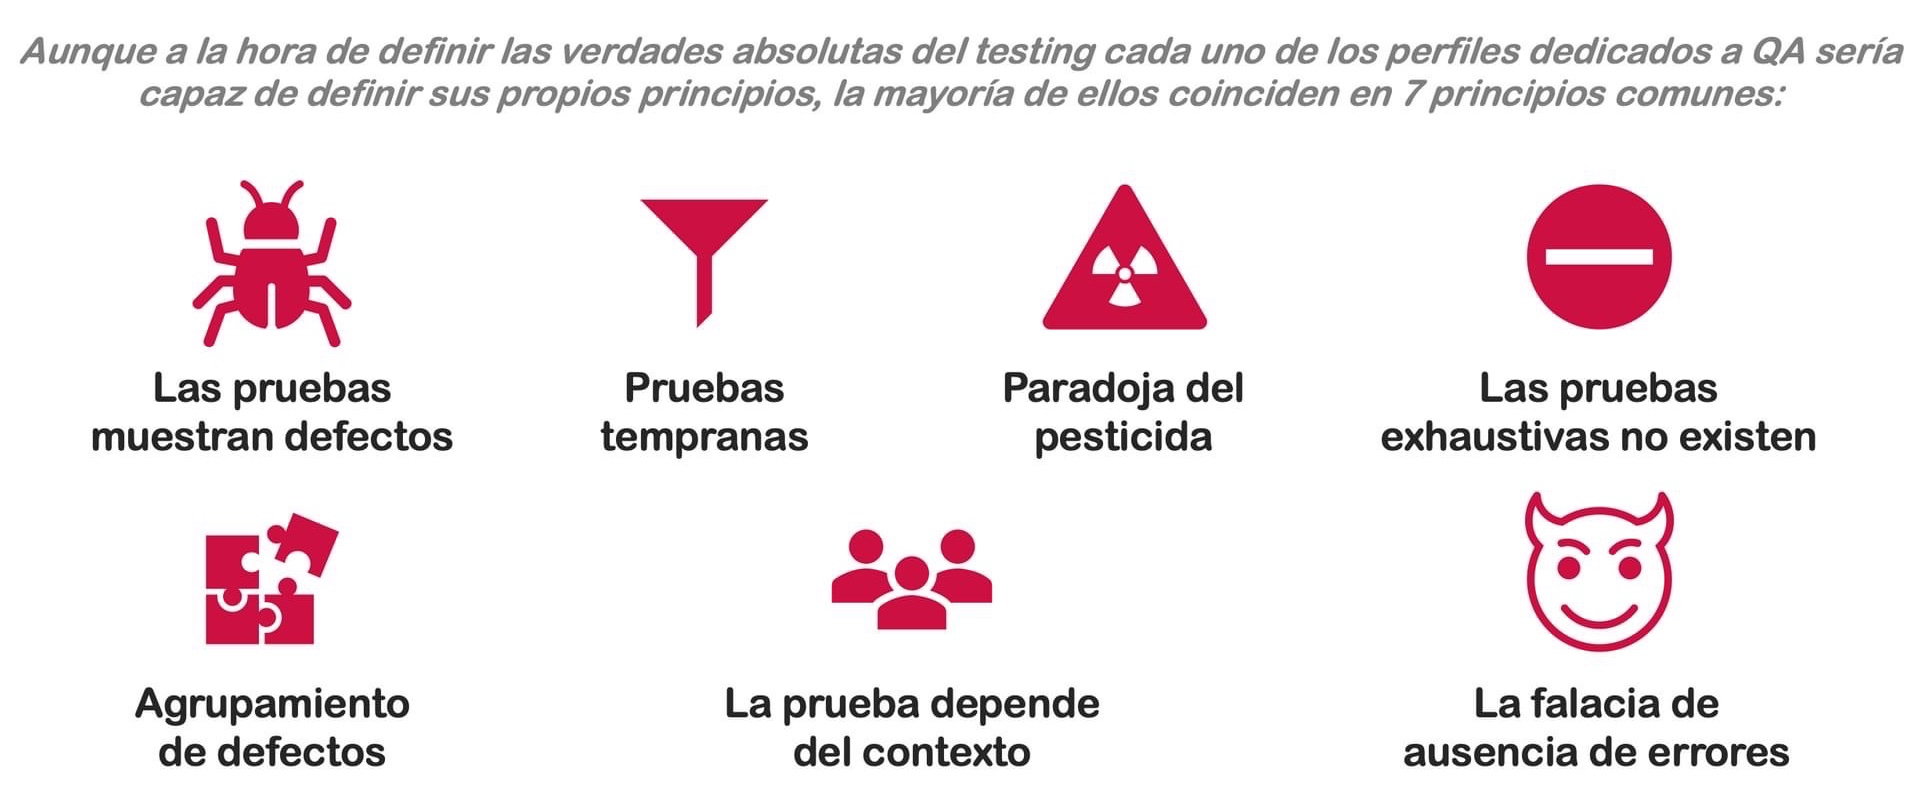 Aunque a la hora de definir las verdades absolutas del testing cada uno de los perfiles dedicados a QA sería
capaz de definir sus propios principios, la mayoría de ellos coinciden en 7 principios comunes:
Las pruebas
muestran defectos
Pruebas
tempranas
Paradoja del
pesticida
Las pruebas
exhaustivas no existen
Agrupamiento
de defectos
La prueba depende
del contexto
La falacia de
ausencia de errores